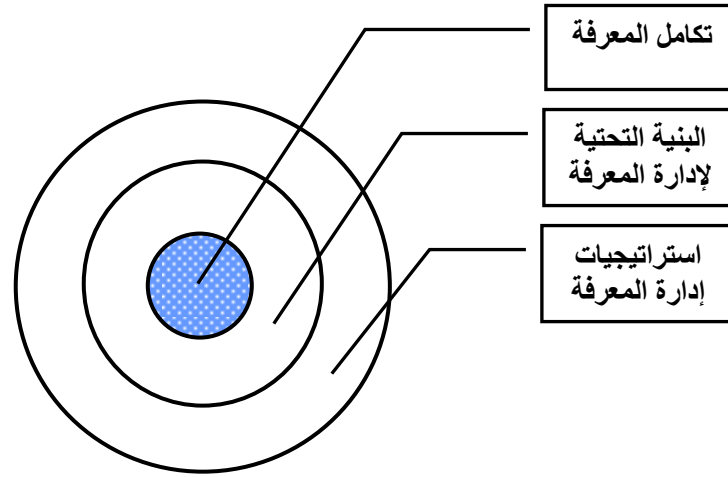 تكامل المعرفة
البنية التحتية
لإدارة المعرفة
استراتيجيات
إدارة المعرفة